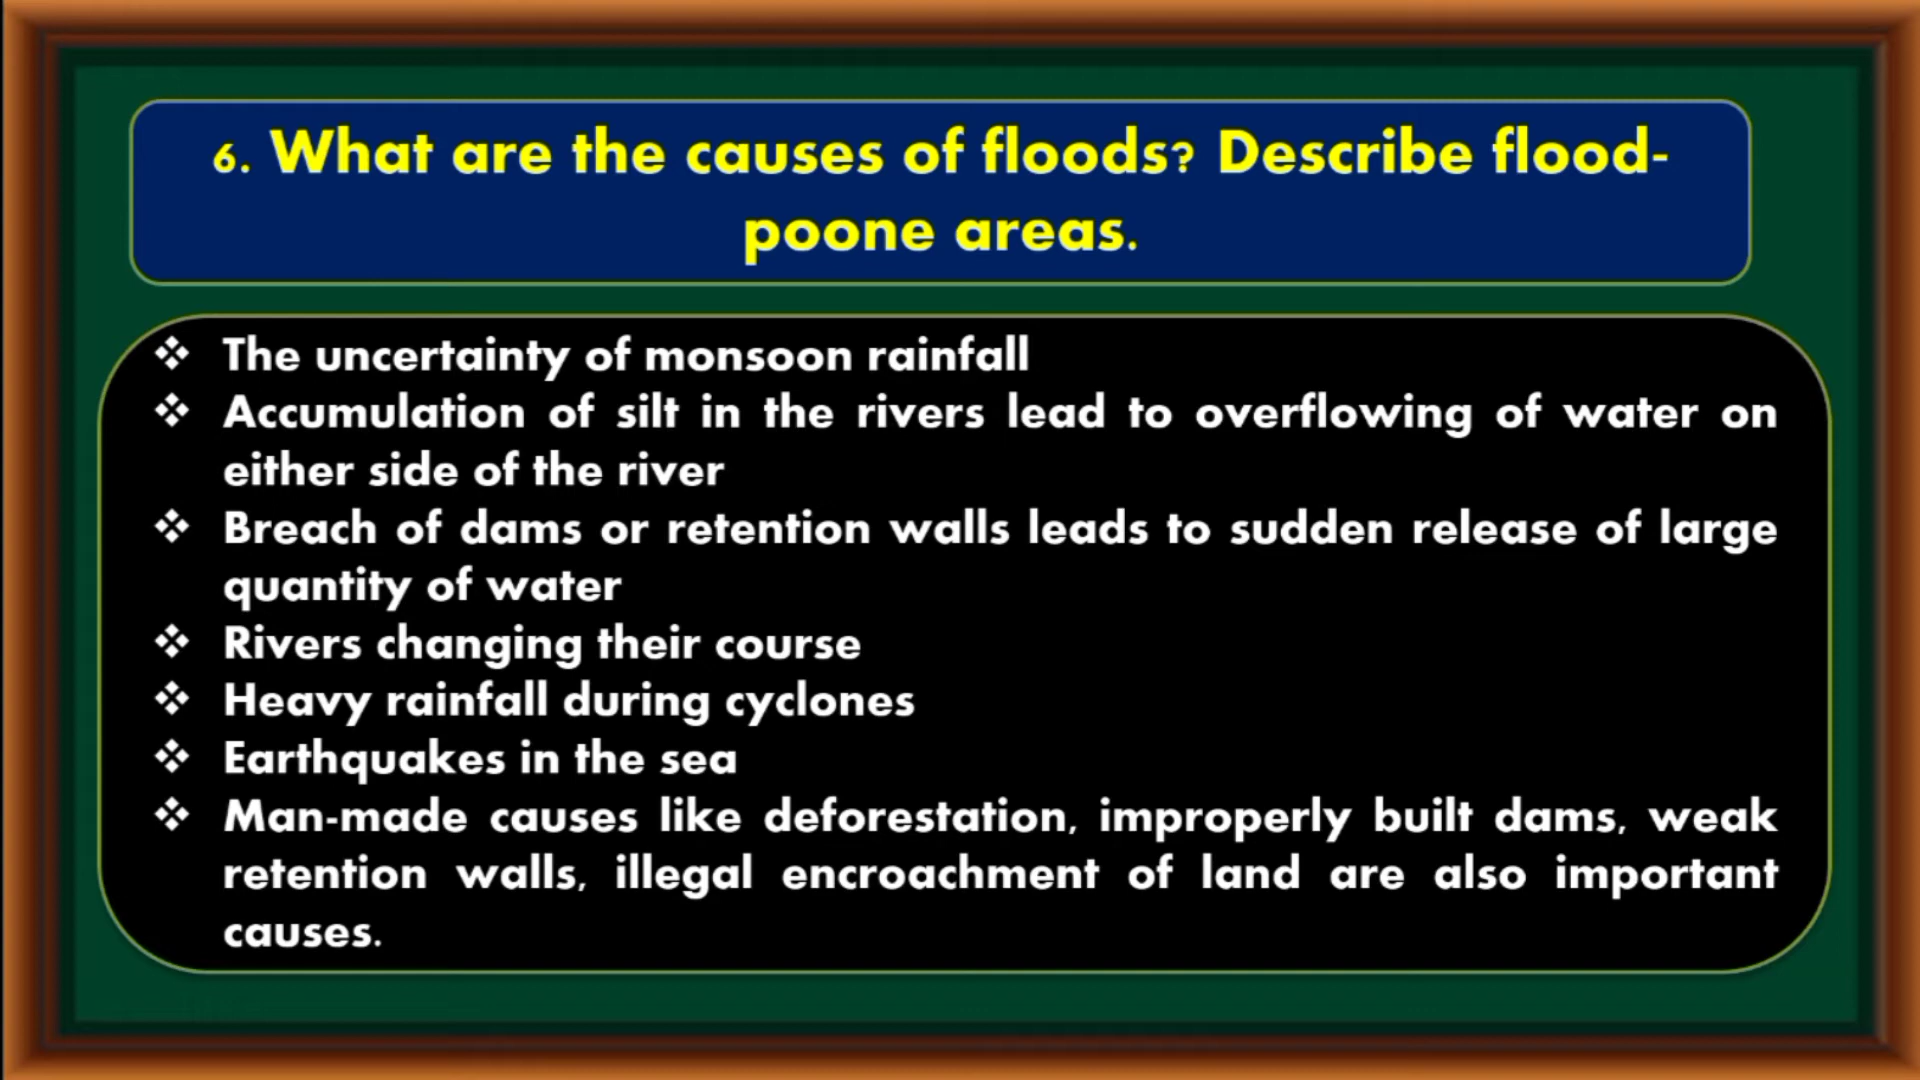 6. What are the causes of floods? Describe flood-
poone areas.
❖ The uncertainty of monsoon rainfall
❖ Accumulation of silt in the rivers lead to overflowing of water on
either side of the river
❖ Breach of dams or retention walls leads to sudden release of large
quantity of water
❖ Rivers changing their course
❖ Heavy rainfall during cyclones
❖ Earthquakes in the sea
❖ Man-made causes like deforestation, improperly built dams, weak
retention walls, illegal encroachment of land are also important
causes.